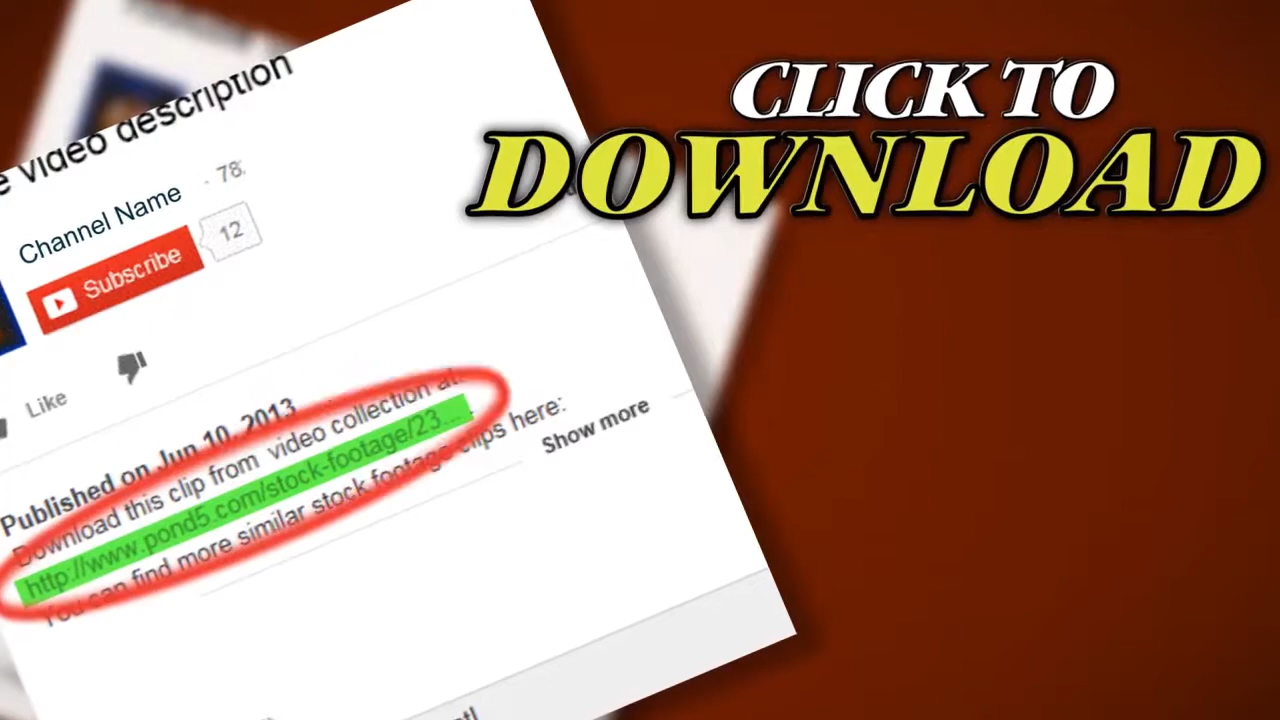 CLICK TO
DOWNLOAD
video description
Channel Name
78
Subscribe
12
Like
Published on Jun 10, 2013
Download this clip from video collection at
http://www.pond5.com/stock-footage/23...
You can find more similar stock footage clips here:
Show more